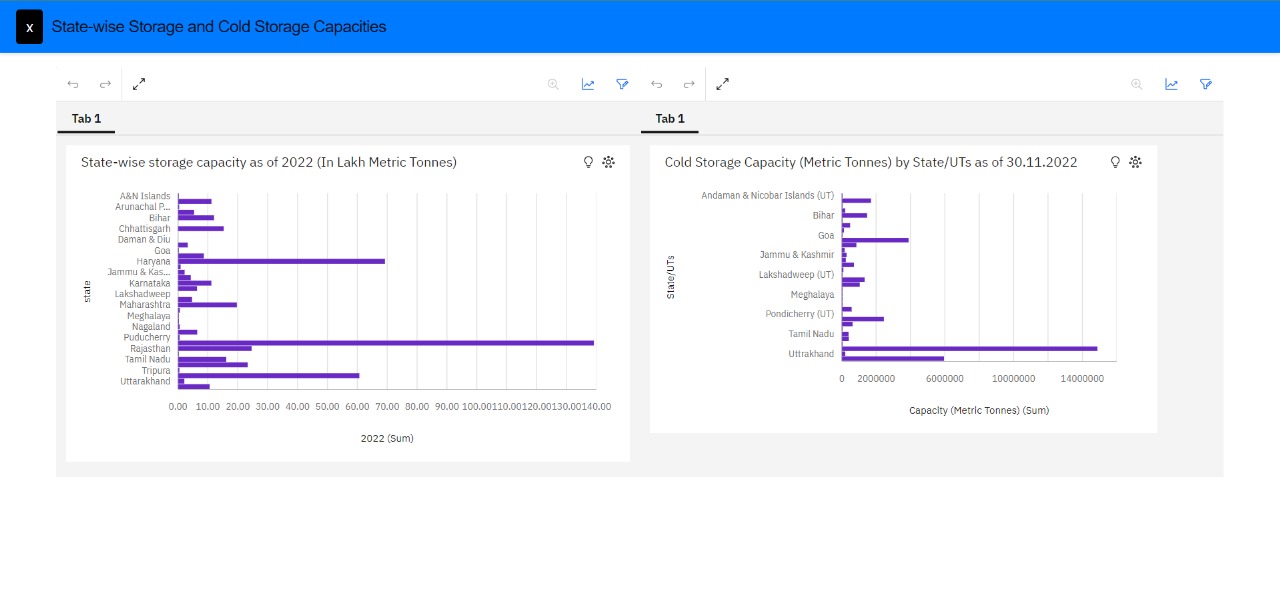 x State-wise Storage and Cold Storage Capacities
Tab 1
State-wise storage capacity as of 2022 (In Lakh Metric Tonnes)
state
A&N Islands
Arunachal P...
Bihar
Chhattisgarh
Daman & Diu
Goa
Haryana
Jammu & Kas...
Karnataka
Lakshadweep
Maharashtra
Meghalaya
Nagaland
Puducherry
Rajasthan
Tamil Nadu
Tripura
Uttarakhand
0.00 10.00 20.00 30.00 40.00 50.00 60.00 70.00 80.00 90.00 100.00 110.00 120.00 130.00 140.00
2022 (Sum)
Tab 1
Cold Storage Capacity (Metric Tonnes) by State/UTs as of 30.11.2022
State/UTs
Andaman & Nicobar Islands (UT)
Bihar
Goa
Jammu & Kashmir
Lakshadweep (UT)
Meghalaya
Pondicherry (UT)
Tamil Nadu
Uttrakhand
0 2000000 6000000 10000000 14000000
Capacity (Metric Tonnes) (Sum)